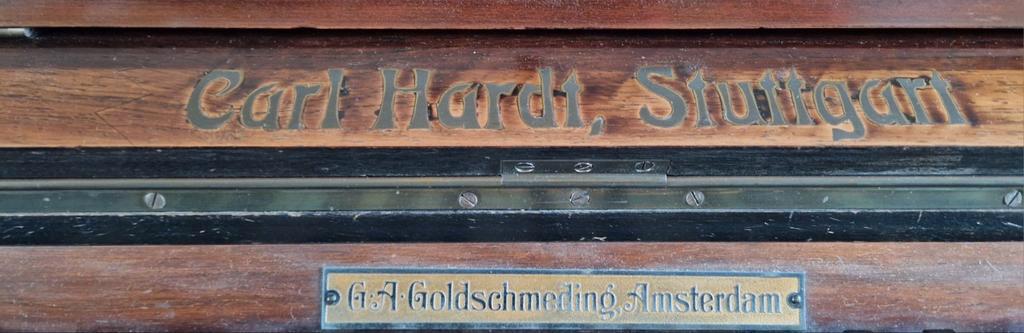 Carl Hardt, Stuttgart
G·A·Goldschmeding, Amsterdam